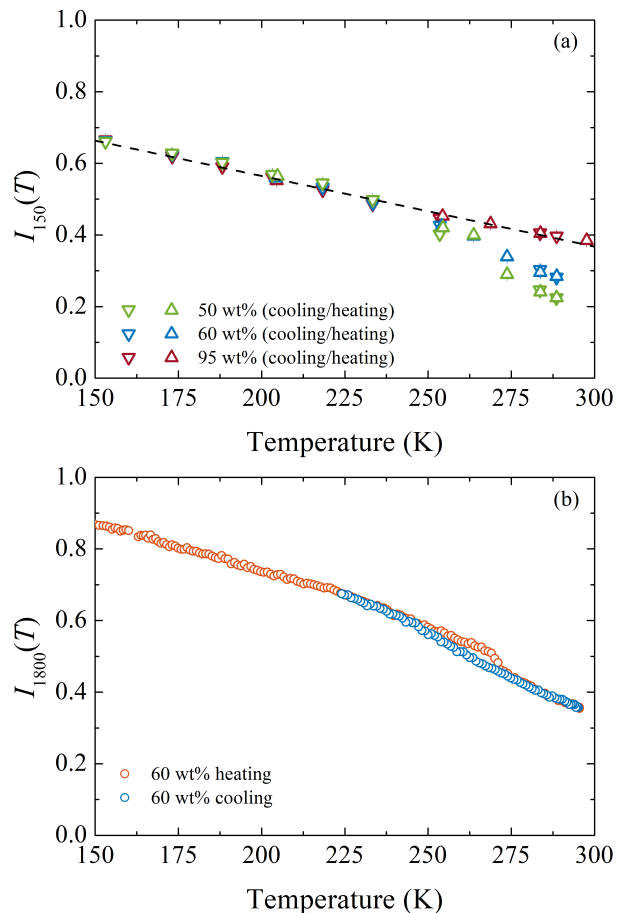 (a)
1.0
0.8
0.6
0.4
0.2
0.0
I₁₅₀(T)
50 wt% (cooling/heating)
60 wt% (cooling/heating)
95 wt% (cooling/heating)
150 175 200 225 250 275 300
Temperature (K)
(b)
1.0
0.8
0.6
0.4
0.2
0.0
I₁₈₀₀(T)
60 wt% heating
60 wt% cooling
150 175 200 225 250 275 300
Temperature (K)